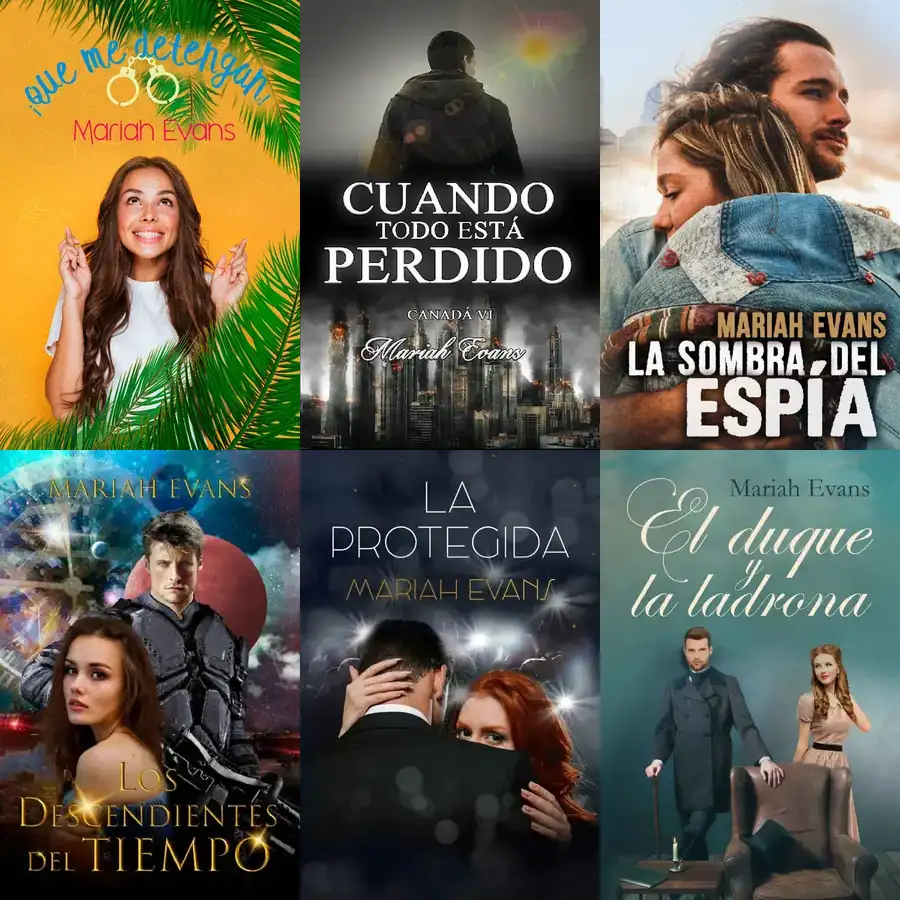 ¡Que me detengan!
Mariah Evans
CUANDO
TODO ESTÁ
PERDIDO
CANADÁ VI
Mariah Evans
MARIAH EVANS
LA SOMBRA DEL
ESPÍA
MARIAH EVANS
LOS
DESCENDIENTES
DEL TIEMPO
LA
PROTEGIDA
MARIAH EVANS
Mariah Evans
El duque
y
la ladrona